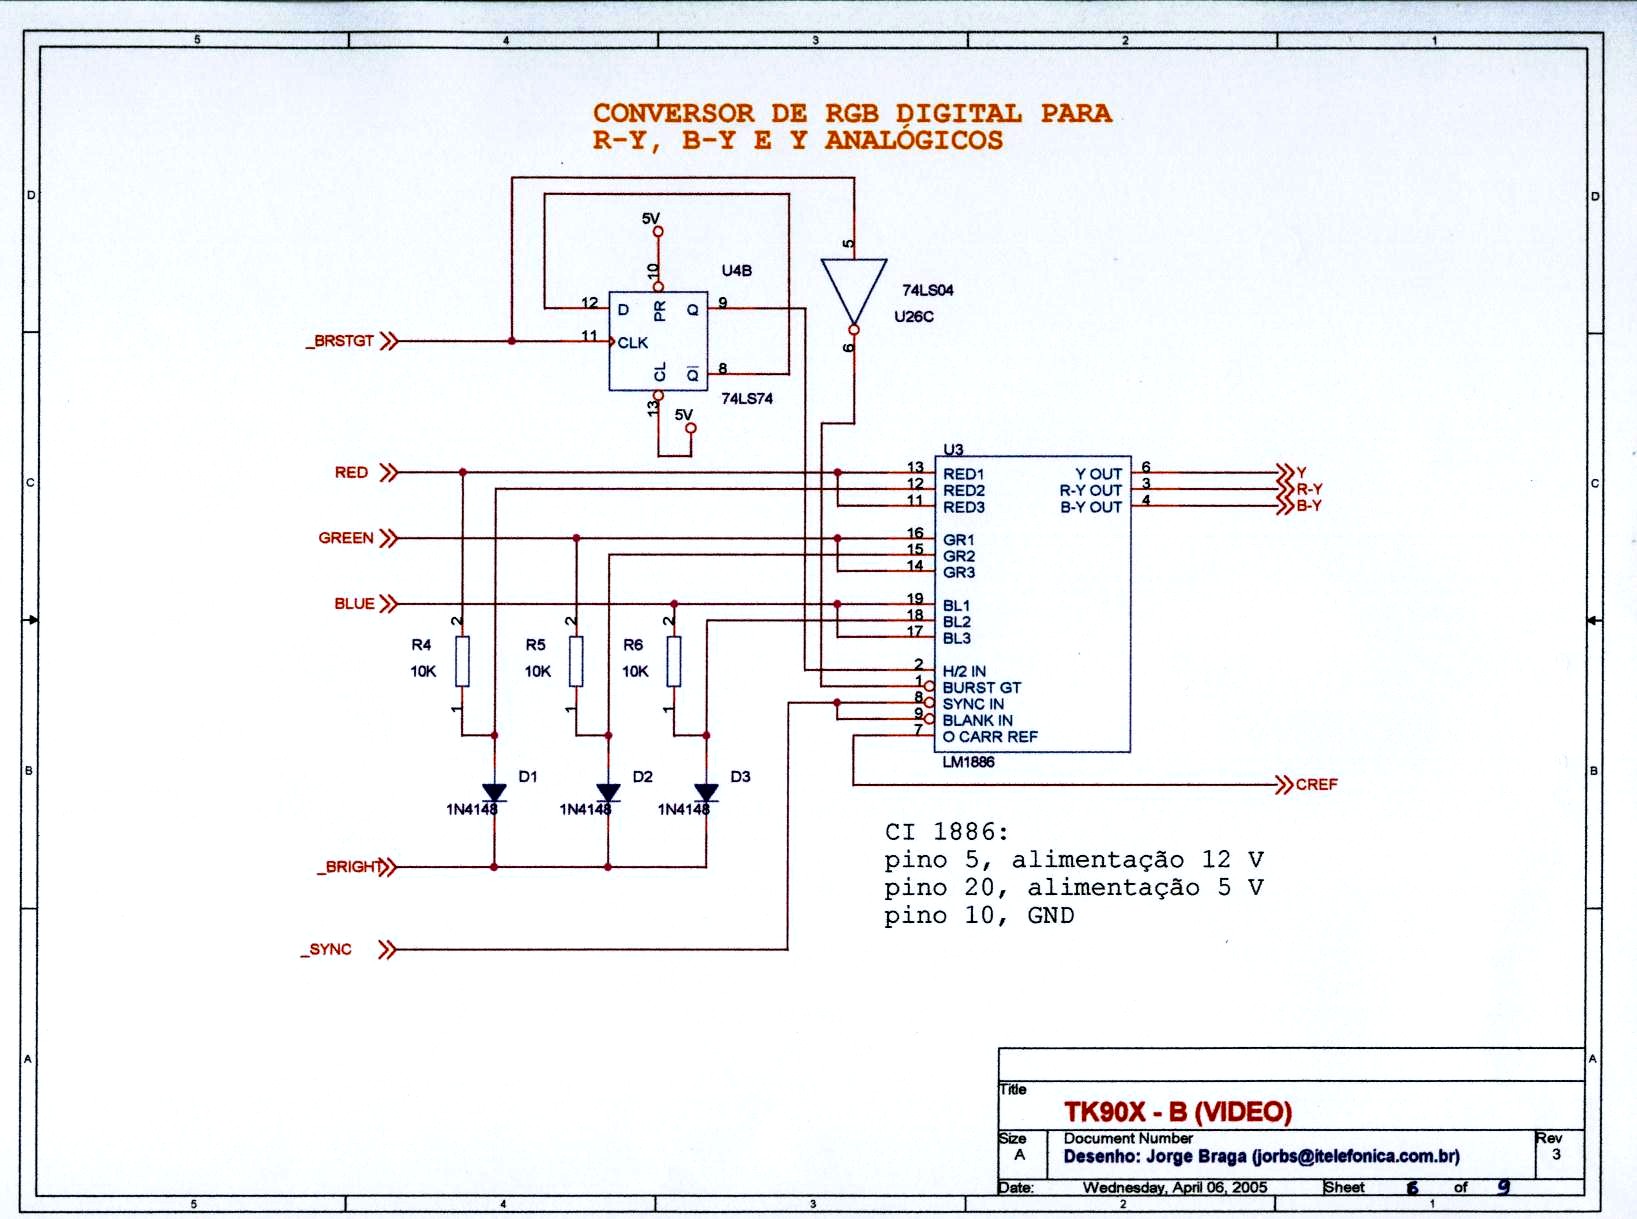 5 4 3 2 1
CONVERSOR DE RGB DIGITAL PARA
R-Y, B-Y E Y ANALÓGICOS
D D
5V
5
10
U4B
74LS04
U26C
12 D PR Q 9
_BRSTGT 11 CLK
6
CL Q 8
13
74LS74
5V
U3
C C
RED 13 RED1 Y OUT 6 Y
12 RED2 R-Y OUT 3 R-Y
11 RED3 B-Y OUT 4 B-Y
GREEN 16 GR1
15 GR2
14 GR3
BLUE 19 BL1
18 BL2
17 BL3
2 2 2
R4 R5 R6
10K 10K 10K
1 1 1
2 H/2 IN
1 BURST GT
8 SYNC IN
9 BLANK IN
7 O CARR REF
LM1886
B B
D1 D2 D3
1N4148 1N4148 1N4148
CREF
CI 1886:
pino 5, alimentação 12 V
pino 20, alimentação 5 V
pino 10, GND
_BRIGHT
_SYNC
A A
Title
TK90X - B (VIDEO)
Size Document Number Rev
A Desenho: Jorge Braga (jorbs@itelefonica.com.br) 3
Date: Wednesday, April 06, 2005 Sheet 6 of 9
5 4 3 2 1